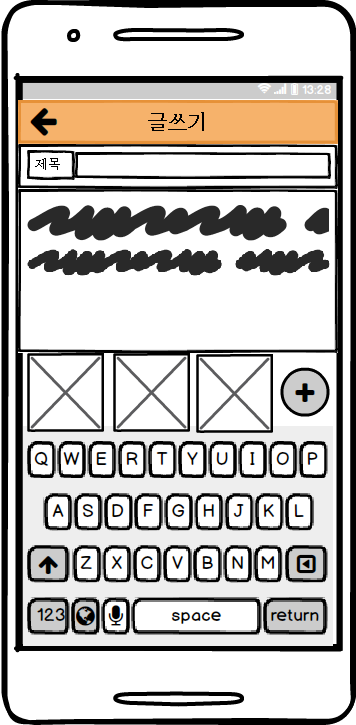 13:28
글쓰기
제목
Q W E R T Y U I O P
A S D F G H J K L
Z X C V B N M
123 space return